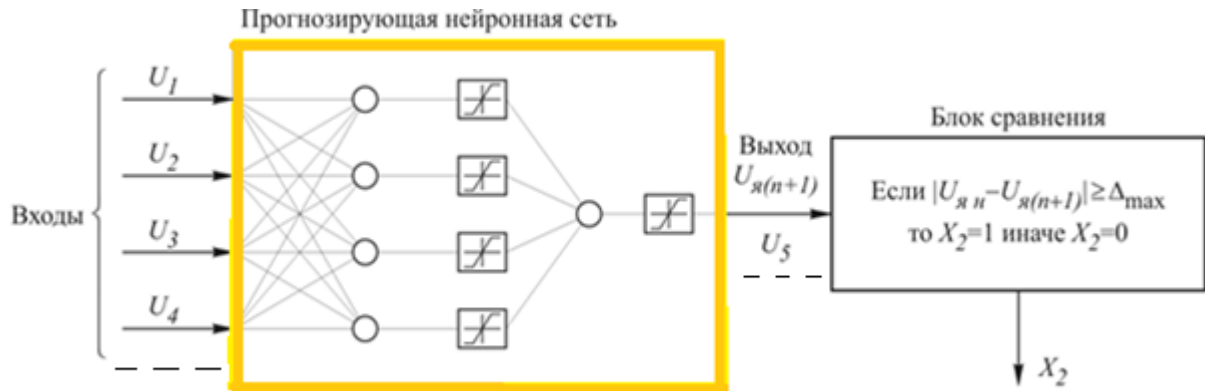 Прогнозирующая нейронная сеть
Входы
U1
U2
U3
U4
Выход
Uя(n+1)
U5
Блок сравнения
Если |Uя н−Uя(n+1)|≥Δmax
то X2=1 иначе X2=0
X2